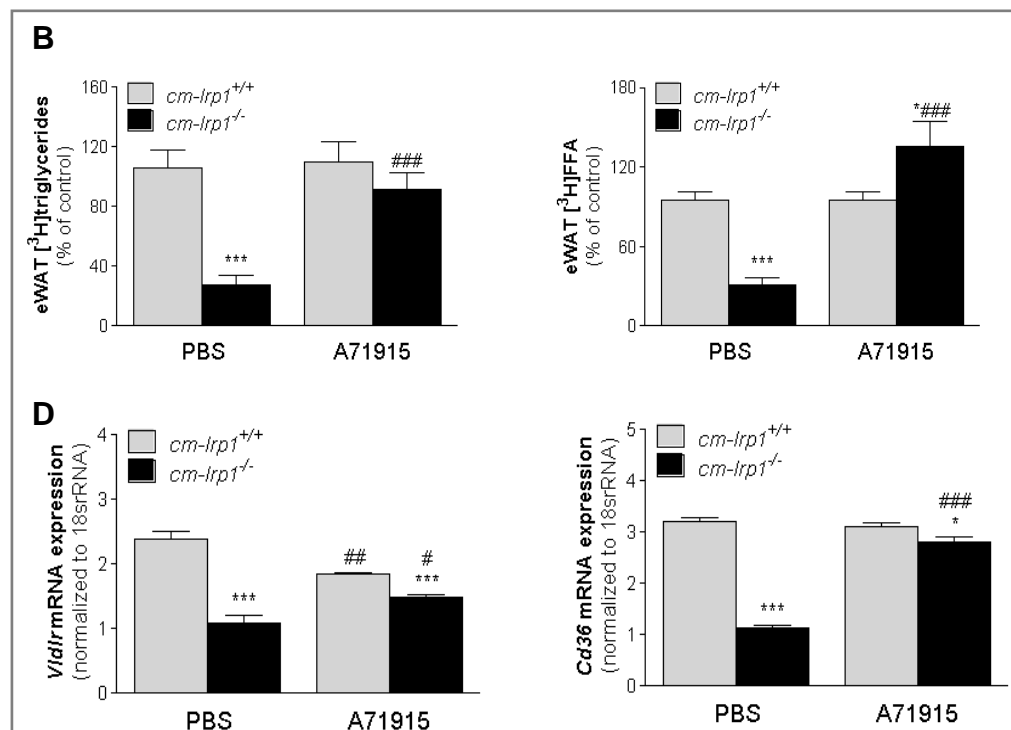 B
eWAT [³H]triglycerides
(% of control)
160
120
80
40
0
cm-lrp1+/+
cm-lrp1-/-
***
###
PBS
A71915
eWAT [³H]FFA
(% of control)
180
120
60
0
cm-lrp1+/+
cm-lrp1-/-
***
*###
PBS
A71915
D
Vldlr mRNA expression
(normalized to 18srRNA)
4
3
2
1
0
cm-lrp1+/+
cm-lrp1-/-
***
##
#
***
PBS
A71915
Cd36 mRNA expression
(normalized to 18srRNA)
5
4
3
2
1
0
cm-lrp1+/+
cm-lrp1-/-
***
###
*
PBS
A71915